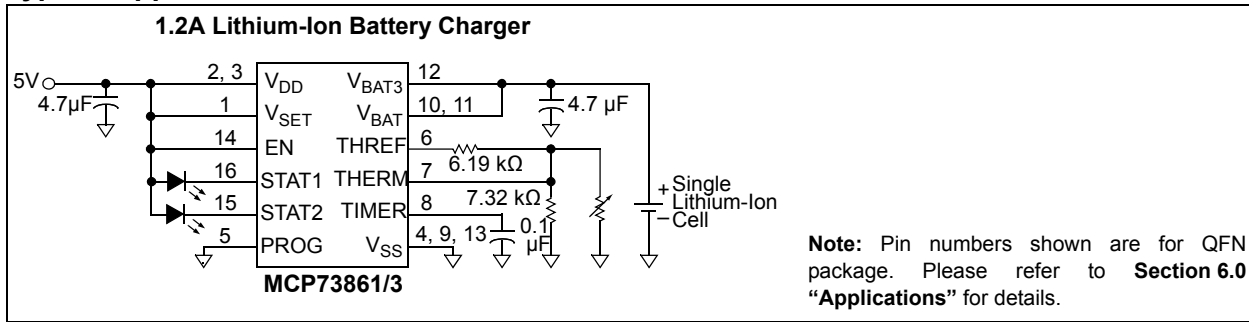 1.2A Lithium-Ion Battery Charger
5V
4.7µF
2, 3
VDD
1
VSET
14
EN
16
STAT1
15
STAT2
5
PROG
VBAT3
12
VBAT
10, 11
THREF
6
THERM
7
TIMER
8
VSS
4, 9, 13
4.7 µF
6.19 kΩ
7.32 kΩ
0.1
µF
+ Single
Lithium-Ion
– Cell
MCP73861/3
Note: Pin numbers shown are for QFN
package. Please refer to Section 6.0
“Applications” for details.